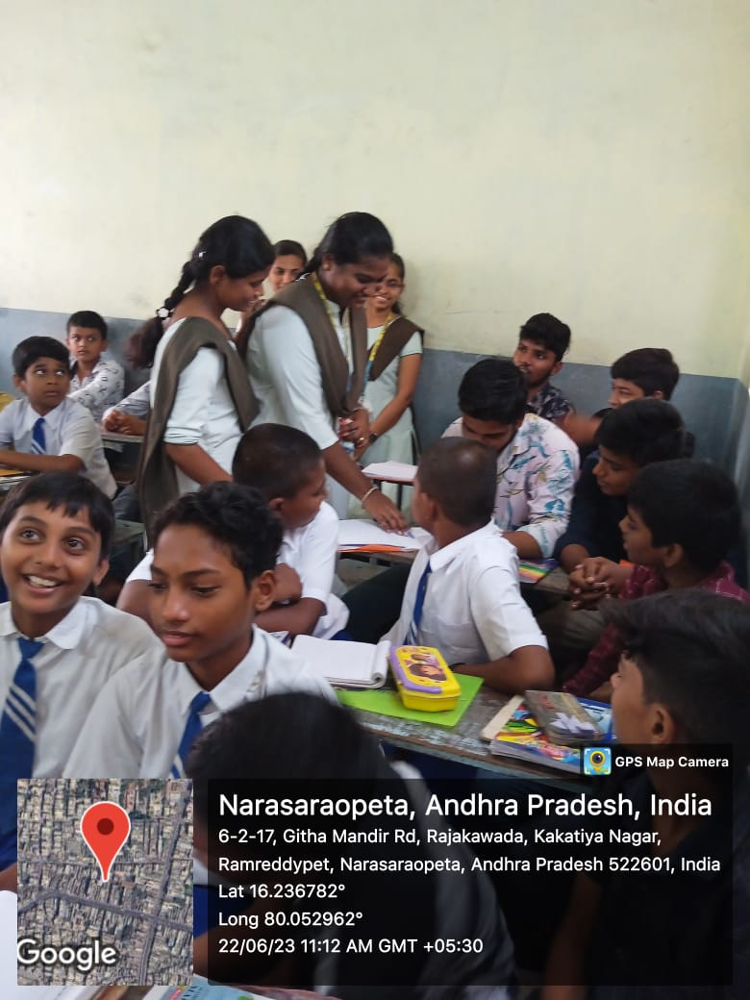 GPS Map Camera
Narasaraopeta, Andhra Pradesh, India
6-2-17, Githa Mandir Rd, Rajakawada, Kakatiya Nagar,
Ramreddypet, Narasaraopeta, Andhra Pradesh 522601, India
Lat 16.236782°
Long 80.052962°
22/06/23 11:12 AM GMT +05:30
Google